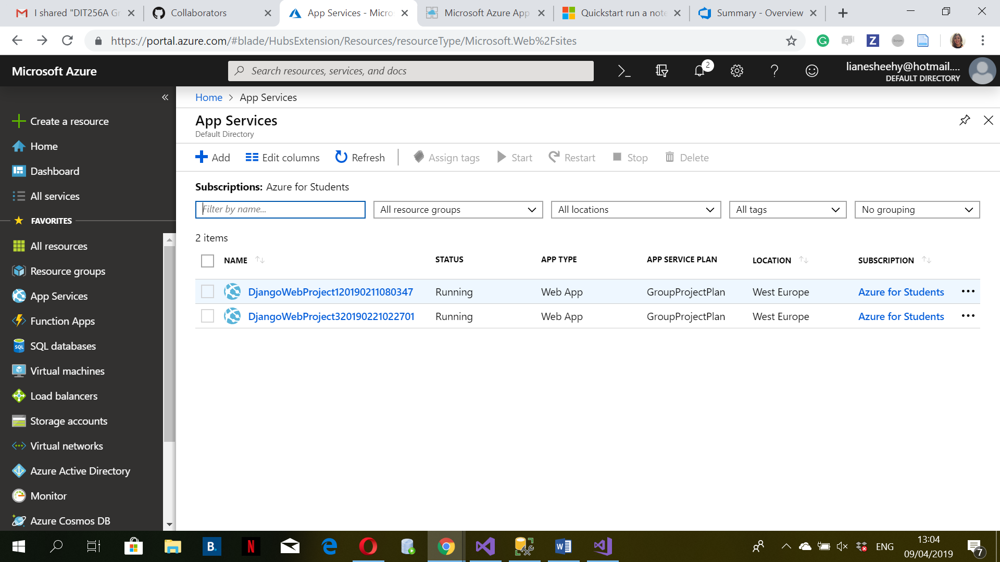 I shared "DIT256A Gr
Collaborators
App Services - Micro
Microsoft Azure App
Quickstart run a note
Summary - Overview
https://portal.azure.com/#blade/HubsExtension/Resources/resourceType/Microsoft.Web%2Fsites
Microsoft Azure
Search resources, services, and docs
2
lianesheehy@hotmail....
DEFAULT DIRECTORY
Create a resource
Home
Dashboard
All services
FAVORITES
All resources
Resource groups
App Services
Function Apps
SQL databases
Virtual machines
Load balancers
Storage accounts
Virtual networks
Azure Active Directory
Monitor
Azure Cosmos DB
Home > App Services
App Services
Default Directory
Add
Edit columns
Refresh
Assign tags
Start
Restart
Stop
Delete
Subscriptions: Azure for Students
Filter by name...
All resource groups
All locations
All tags
No grouping
2 items
NAME STATUS APP TYPE APP SERVICE PLAN LOCATION SUBSCRIPTION
DjangoWebProject120190211080347 Running Web App GroupProjectPlan West Europe Azure for Students
DjangoWebProject320190221022701 Running Web App GroupProjectPlan West Europe Azure for Students
B.
N
ENG
13:04
09/04/2019
7